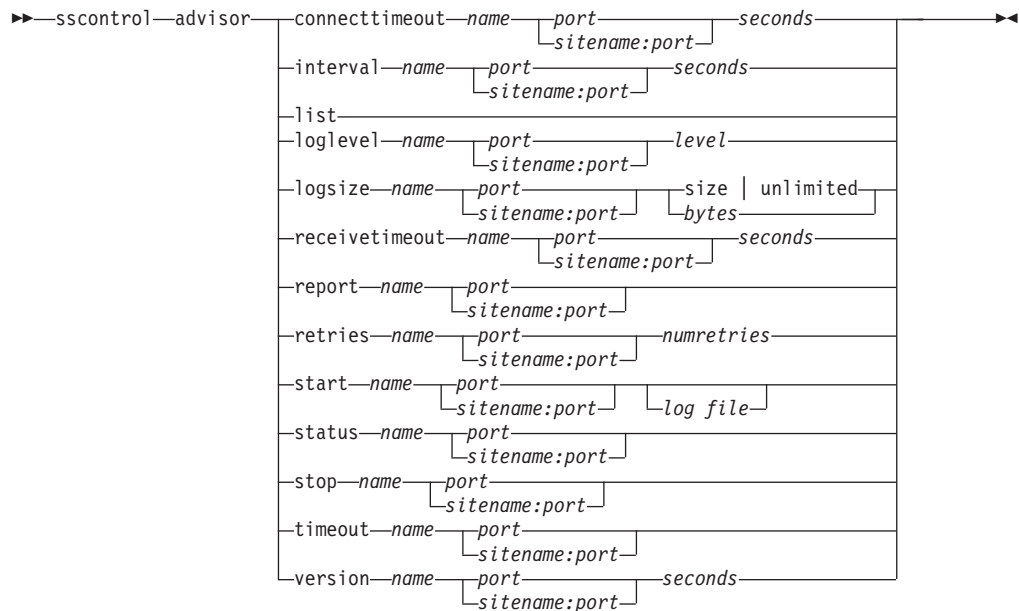 sscontrol advisor connecttimeout name port seconds
sitename:port
interval name port seconds
sitename:port
list
loglevel name port level
sitename:port
logsize name port size | unlimited
sitename:port bytes
receivetimeout name port seconds
sitename:port
report name port
sitename:port
retries name port numretries
sitename:port
start name port
sitename:port log file
status name port
sitename:port
stop name port
sitename:port
timeout name port
sitename:port
version name port seconds
sitename:port